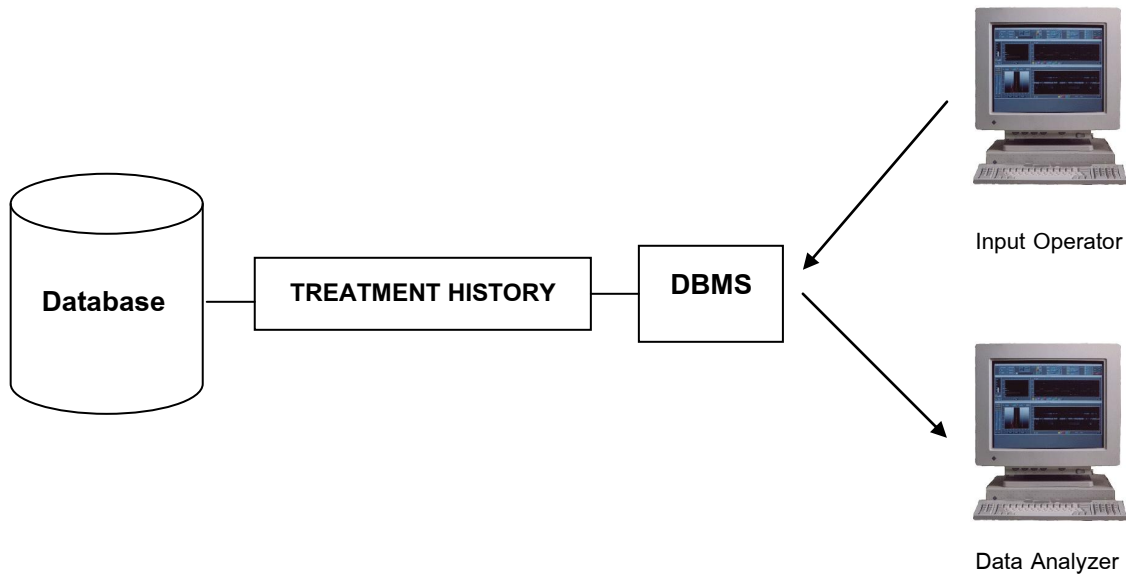 Database
TREATMENT HISTORY
DBMS
Input Operator
Data Analyzer